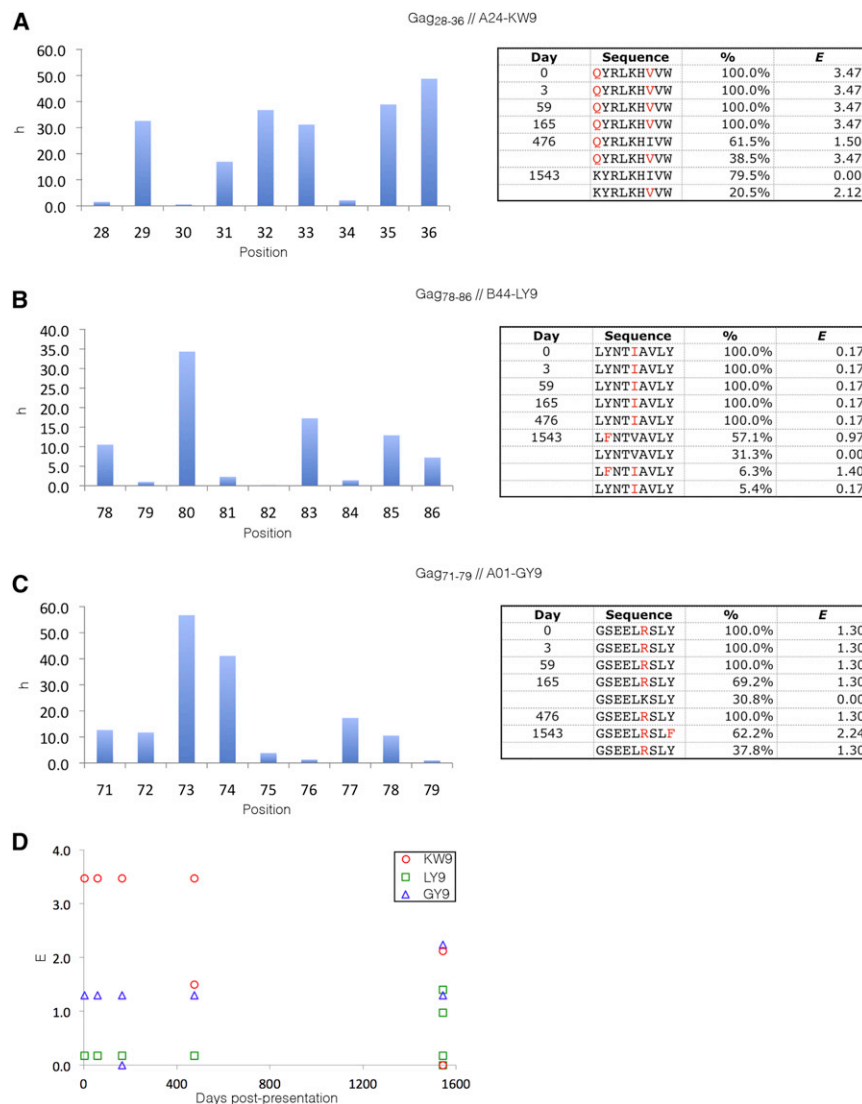 A
Gag28-36 // A24-KW9
60.0
50.0
40.0
30.0
20.0
10.0
0.0
h
28 29 30 31 32 33 34 35 36
Position
Day Sequence % E
0 QYRLKHVVW 100.0% 3.47
3 QYRLKHVVW 100.0% 3.47
59 QYRLKHVVW 100.0% 3.47
165 QYRLKHVVW 100.0% 3.47
476 QYRLKHIVW 61.5% 1.50
QYRLKHVVW 38.5% 3.47
1543 KYRLKHIVW 79.5% 0.00
KYRLKHVVW 20.5% 2.12
B
Gag78-86 // B44-LY9
40.0
35.0
30.0
25.0
20.0
15.0
10.0
5.0
0.0
h
78 79 80 81 82 83 84 85 86
Position
Day Sequence % E
0 LYNTIAVLY 100.0% 0.17
3 LYNTIAVLY 100.0% 0.17
59 LYNTIAVLY 100.0% 0.17
165 LYNTIAVLY 100.0% 0.17
476 LYNTIAVLY 100.0% 0.17
1543 LFNTVAVLY 57.1% 0.97
LYNTVAVLY 31.3% 0.00
LFNTIAVLY 6.3% 1.40
LYNTIAVLY 5.4% 0.17
C
Gag71-79 // A01-GY9
60.0
50.0
40.0
30.0
20.0
10.0
0.0
h
71 72 73 74 75 76 77 78 79
Position
Day Sequence % E
0 GSEELRSLY 100.0% 1.30
3 GSEELRSLY 100.0% 1.30
59 GSEELRSLY 100.0% 1.30
165 GSEELRSLY 69.2% 1.30
GSEELKSLY 30.8% 0.00
476 GSEELRSLY 100.0% 1.30
1543 GSEELRSLF 62.2% 2.24
GSEELRSLY 37.8% 1.30
D
4.0
3.0
2.0
1.0
0.0
E
KW9
LY9
GY9
0 400 800 1200 1600
Days post-presentation